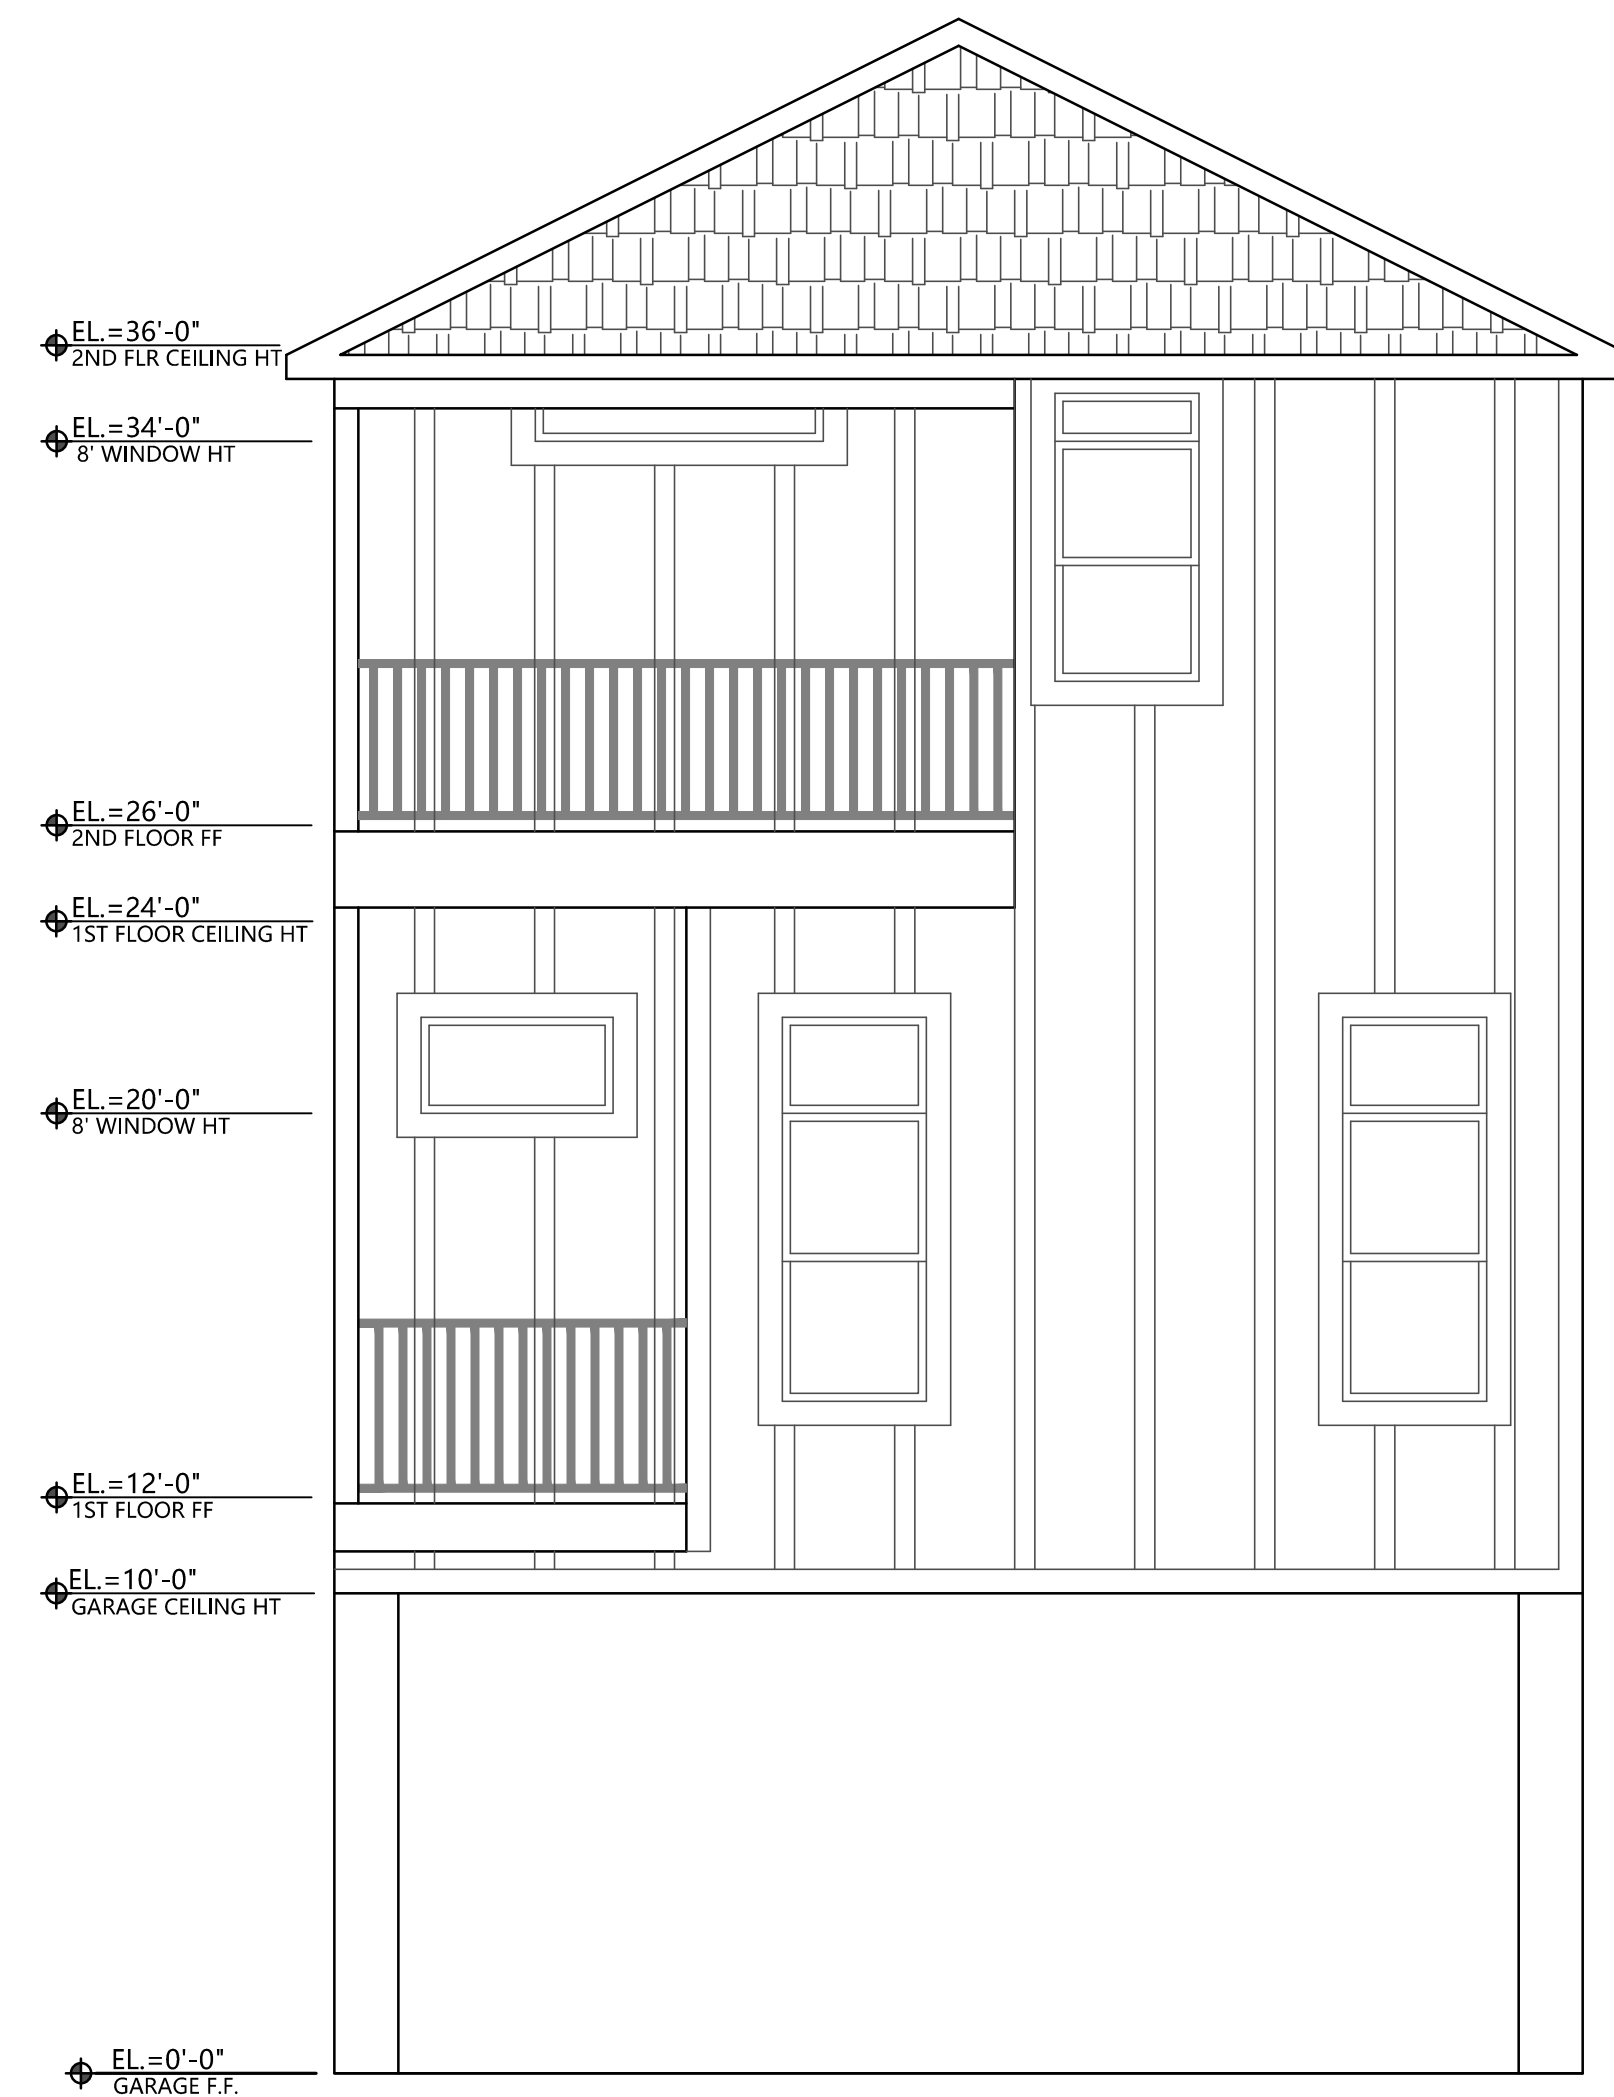 EL.=36'-0"
2ND FLR CEILING HT
EL.=34'-0"
8' WINDOW HT
EL.=26'-0"
2ND FLOOR FF
EL.=24'-0"
1ST FLOOR CEILING HT
EL.=20'-0"
8' WINDOW HT
EL.=12'-0"
1ST FLOOR FF
EL.=10'-0"
GARAGE CEILING HT
EL.=0'-0"
GARAGE F.F.